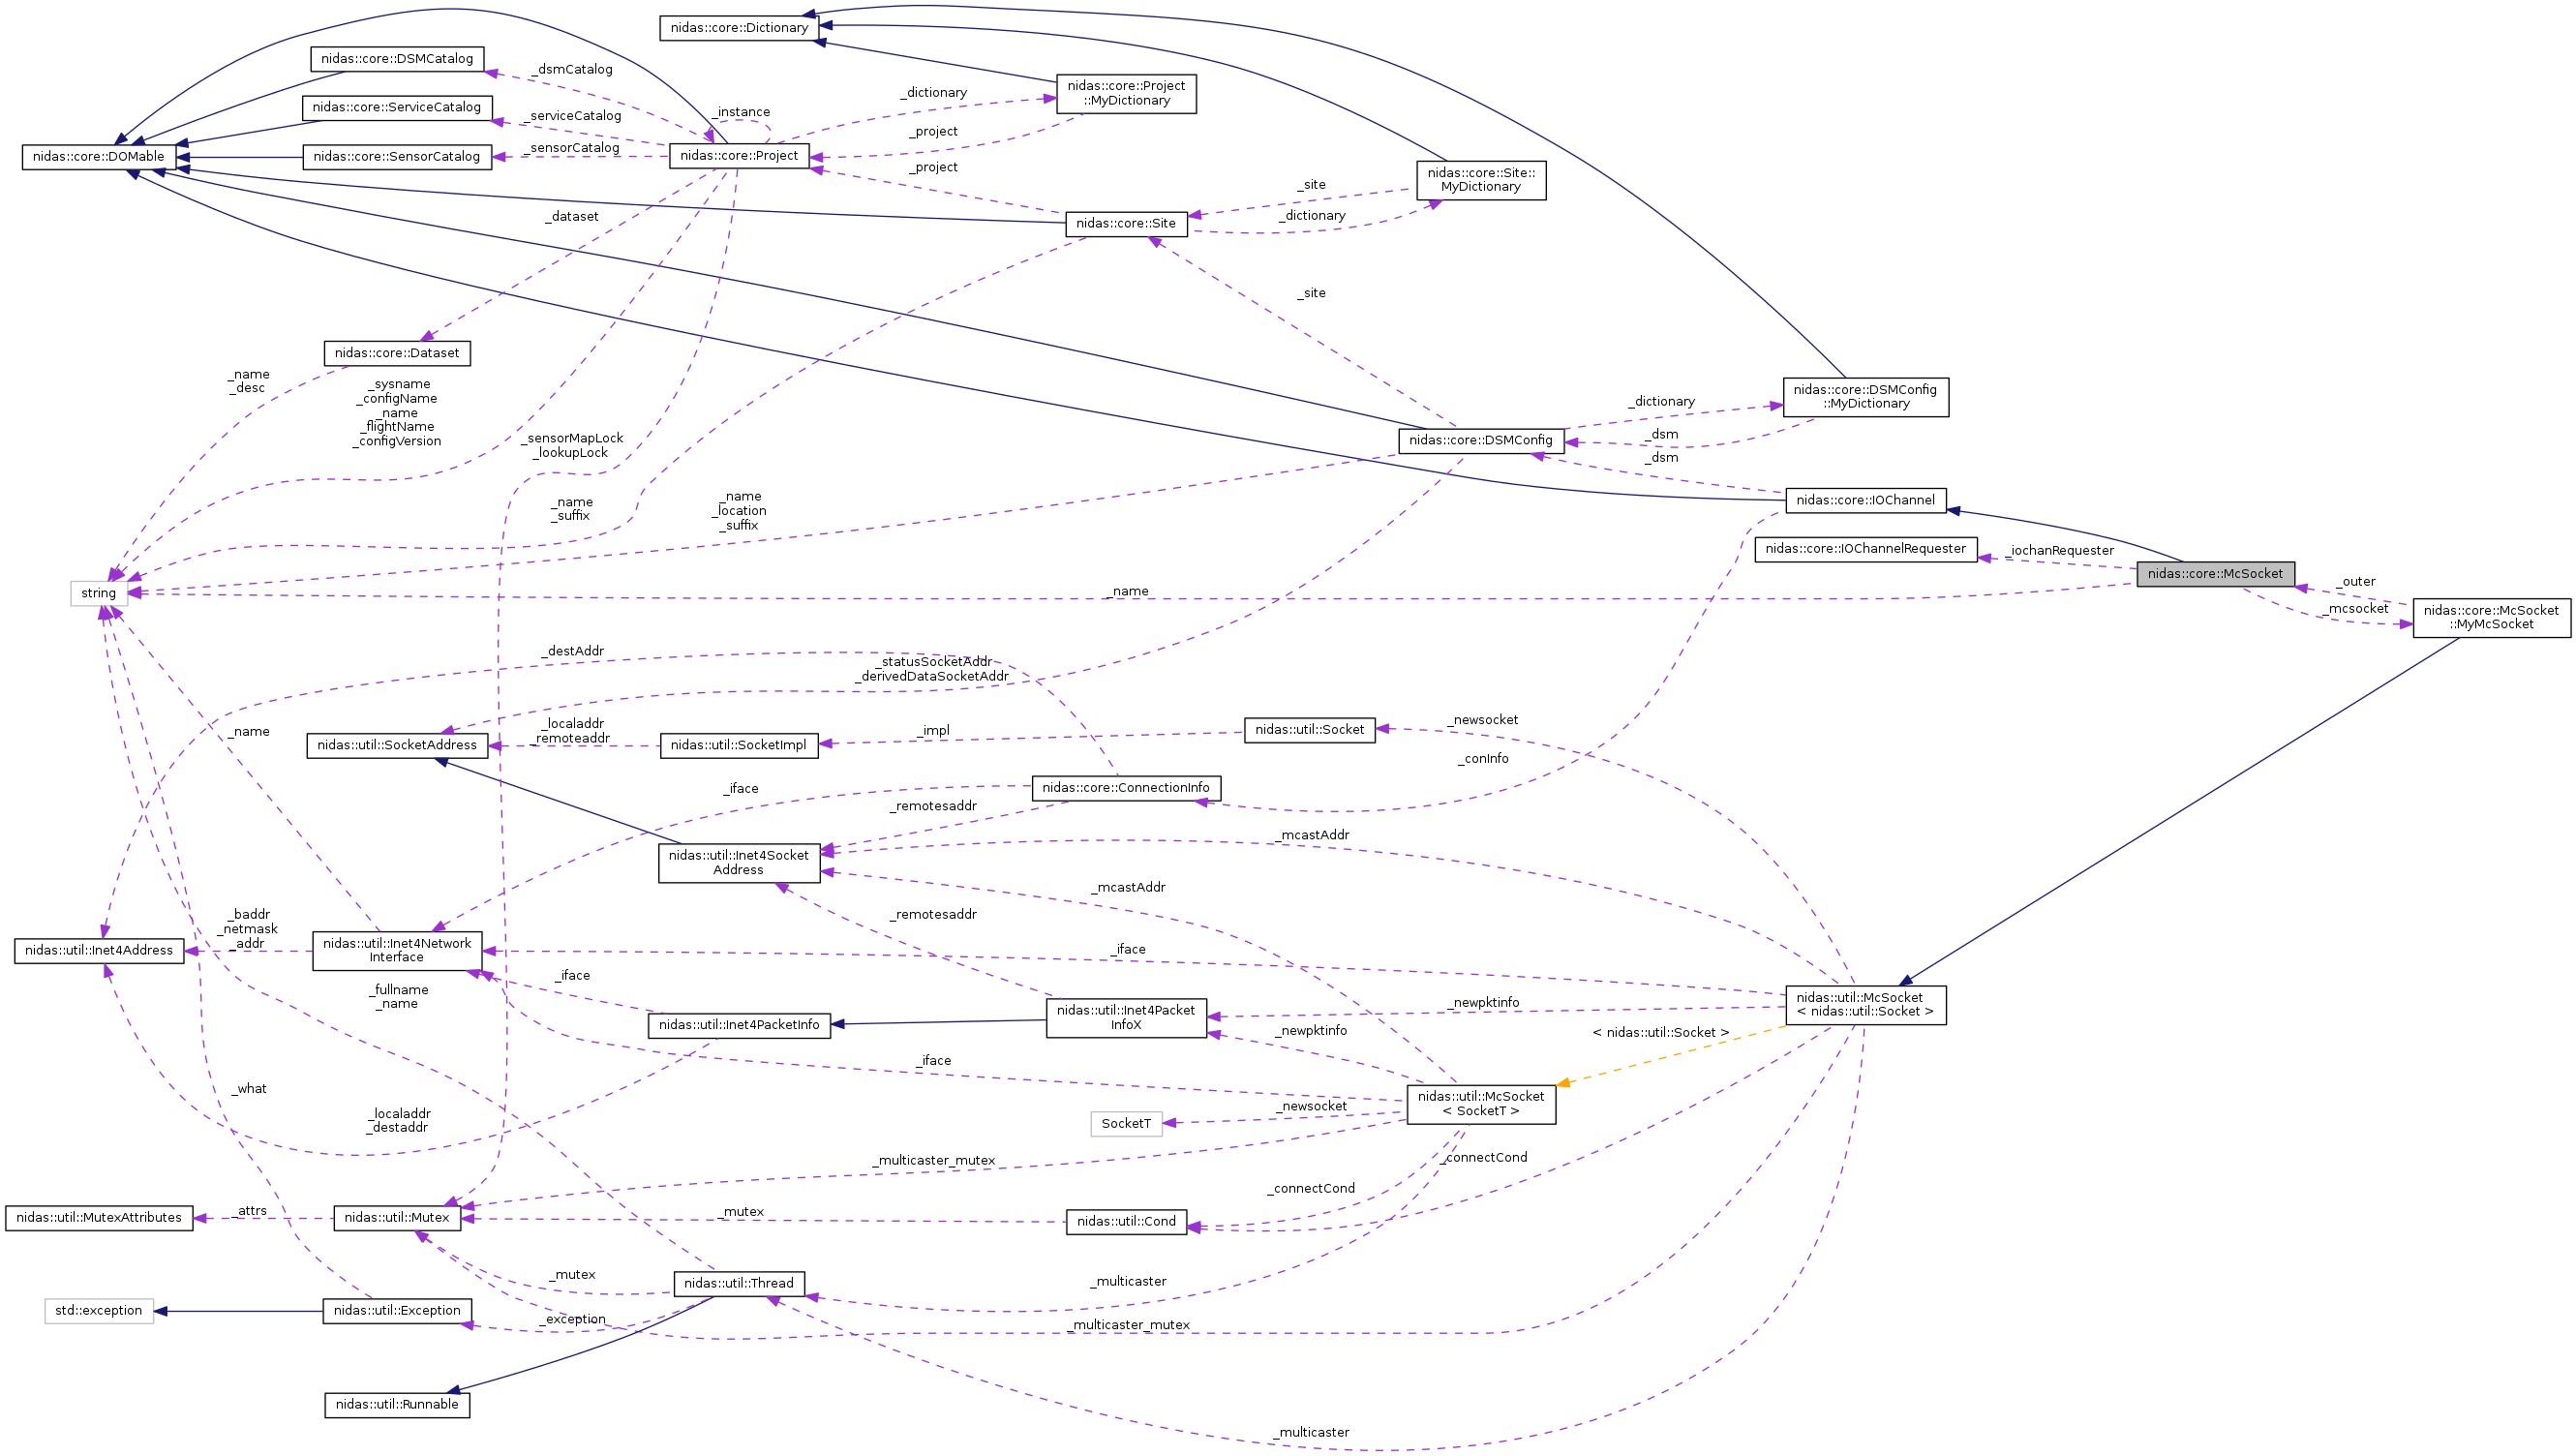 nidas::core::Dictionary
nidas::core::DSMCatalog
_dsmCatalog
nidas::core::Project
::MyDictionary
_dictionary
nidas::core::ServiceCatalog
_serviceCatalog
_instance
_project
nidas::core::DOMable
nidas::core::SensorCatalog
_sensorCatalog
nidas::core::Project
_project
nidas::core::Site::
MyDictionary
_site
_dataset
nidas::core::Site
_dictionary
_site
nidas::core::Dataset
_name
_desc
_sysname
_configName
_name
_flightName
_configVersion
nidas::core::DSMConfig
::MyDictionary
_dictionary
_sensorMapLock
_lookupLock
nidas::core::DSMConfig
_dsm
_dsm
_name
_suffix
_name
_location
_suffix
nidas::core::IOChannel
nidas::core::IOChannelRequester
_iochanRequester
nidas::core::McSocket
_outer
string
_name
_mcsocket
nidas::core::McSocket
::MyMcSocket
_destAddr
_statusSocketAddr
_derivedDataSocketAddr
_name
nidas::util::SocketAddress
_localaddr
_remoteaddr
nidas::util::SocketImpl
_impl
nidas::util::Socket
_newsocket
_conInfo
_iface
nidas::core::ConnectionInfo
_remotesaddr
_mcastAddr
nidas::util::Inet4Socket
Address
_mcastAddr
_remotesaddr
nidas::util::Inet4Address
_baddr
_netmask
_addr
nidas::util::Inet4Network
Interface
_iface
_iface
_fullname
_name
nidas::util::Inet4PacketInfo
nidas::util::Inet4Packet
InfoX
_newpktinfo
_newpktinfo
nidas::util::McSocket
< nidas::util::Socket >
< nidas::util::Socket >
_iface
_what
_localaddr
_destaddr
SocketT
_newsocket
nidas::util::McSocket
< SocketT >
_multicaster_mutex
_connectCond
_connectCond
nidas::util::MutexAttributes
_attrs
nidas::util::Mutex
_mutex
nidas::util::Cond
_mutex
nidas::util::Thread
_multicaster
std::exception
nidas::util::Exception
_exception
_multicaster_mutex
nidas::util::Runnable
_multicaster